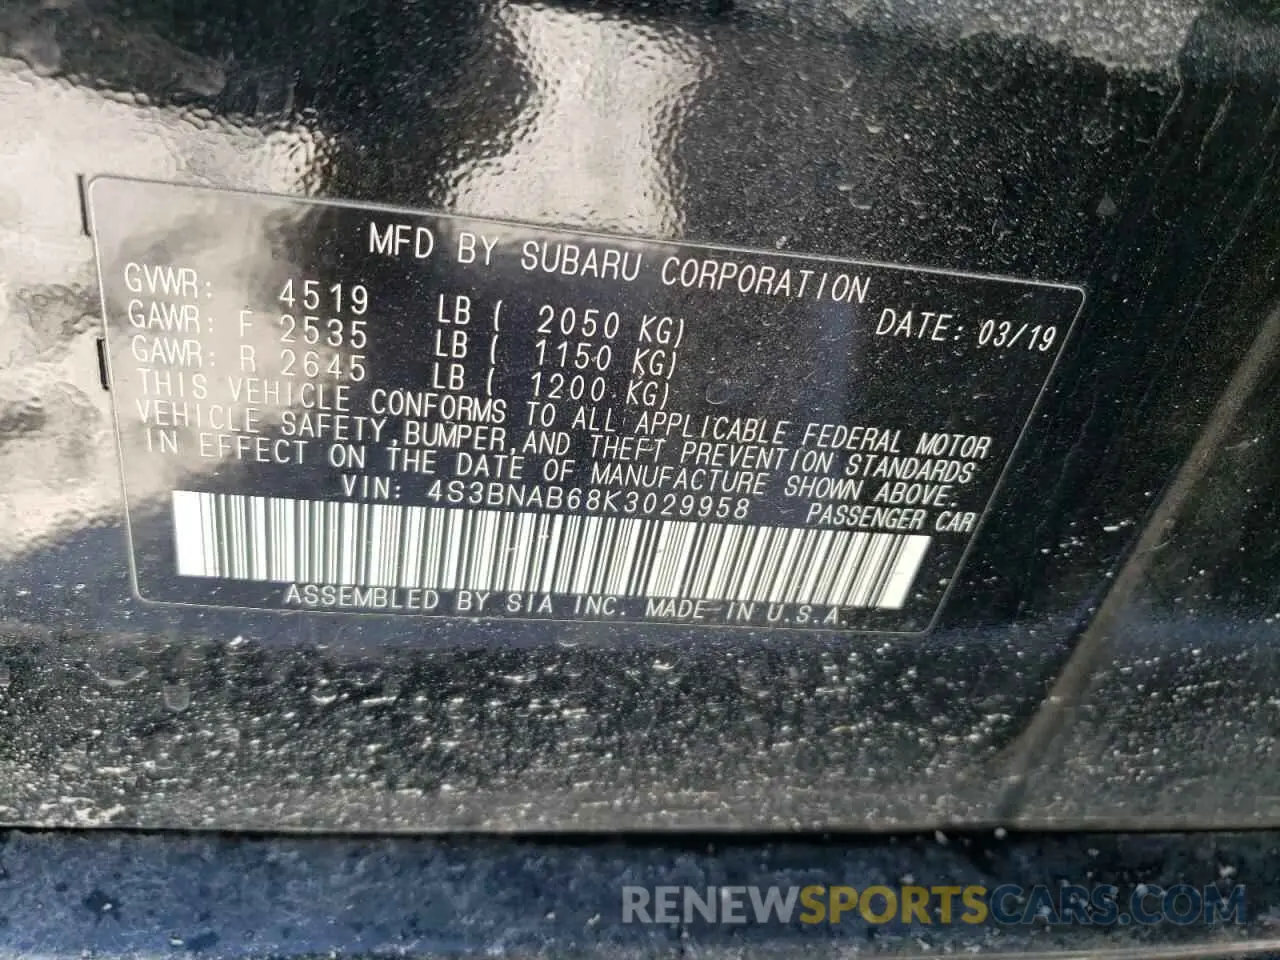 MFD BY SUBARU CORPORATION
GVWR: 4519 LB ( 2050 KG) DATE: 03/19
GAWR: F 2535 LB ( 1150 KG)
GAWR: R 2645 LB ( 1200 KG)
THIS VEHICLE CONFORMS TO ALL APPLICABLE FEDERAL MOTOR
VEHICLE SAFETY,BUMPER,AND THEFT PREVENTION STANDARDS
IN EFFECT ON THE DATE OF MANUFACTURE SHOWN ABOVE.
VIN: 4S3BNAB68K3029958 PASSENGER CAR
ASSEMBLED BY SIA INC. MADE IN U.S.A.
RENEWSPORTSCARS.COM